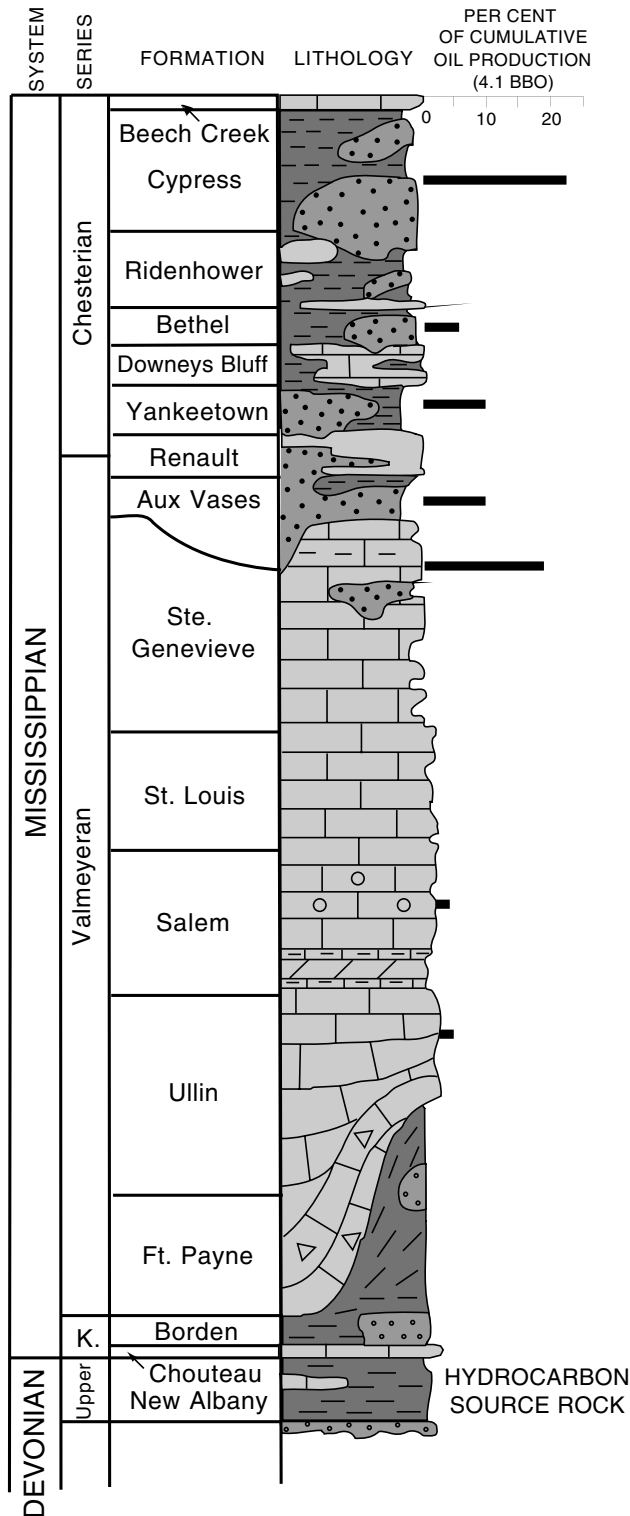 SYSTEM
SERIES
FORMATION
LITHOLOGY
PER CENT
OF CUMULATIVE
OIL PRODUCTION
(4.1 BBO)
0 10 20
MISSISSIPPIAN
DEVONIAN
Chesterian
Valmeyeran
K.
Upper
Beech Creek
Cypress
Ridenhower
Bethel
Downeys Bluff
Yankeetown
Renault
Aux Vases
Ste.
Genevieve
St. Louis
Salem
Ullin
Ft. Payne
Borden
Chouteau
New Albany
HYDROCARBON
SOURCE ROCK